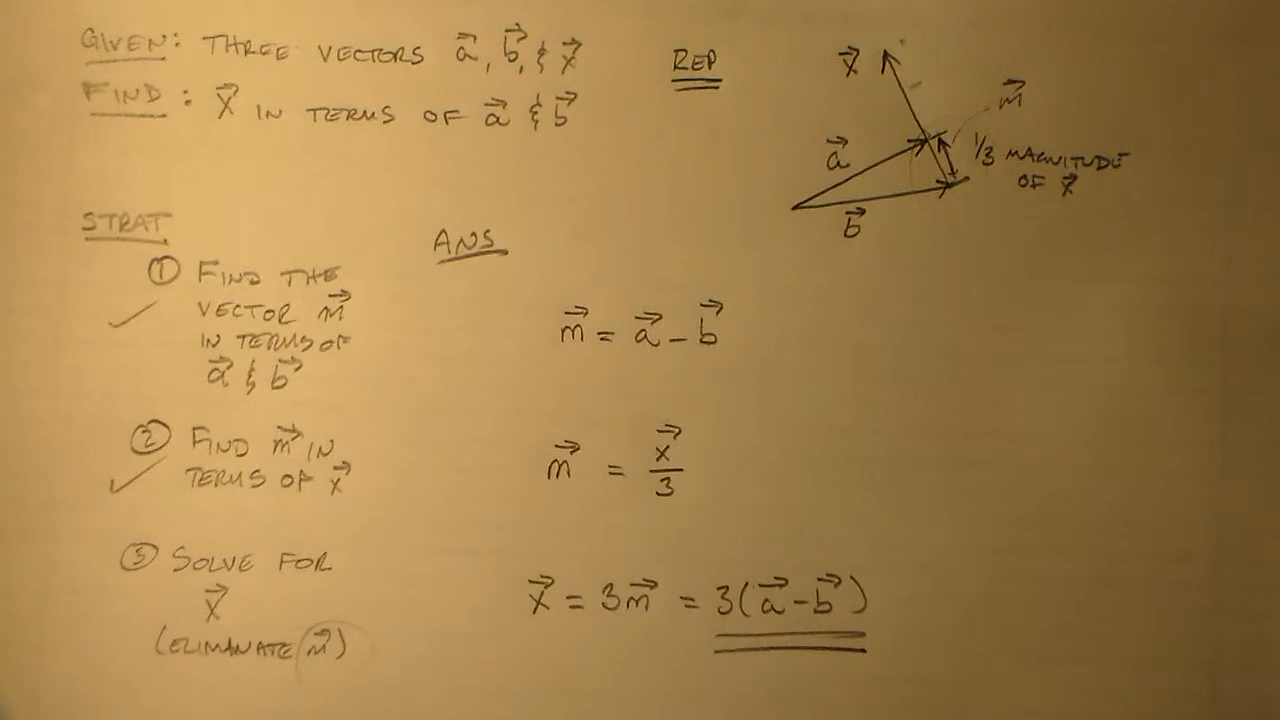 GIVEN: THREE VECTORS a⃗, b⃗, & x⃗
FIND: x⃗ IN TERMS OF a⃗ & b⃗
REP
x⃗
m⃗
a⃗
1/3 MAGNITUDE
OF x⃗
b⃗
STRAT
① FIND THE
VECTOR m⃗
IN TERMS OF
a⃗ & b⃗
② FIND m⃗ IN
TERMS OF x⃗
③ SOLVE FOR
x⃗
(ELIMANATE m⃗)
ANS
m⃗ = a⃗ - b⃗
m⃗ = x⃗/3
x⃗ = 3m⃗ = 3(a⃗ - b⃗)